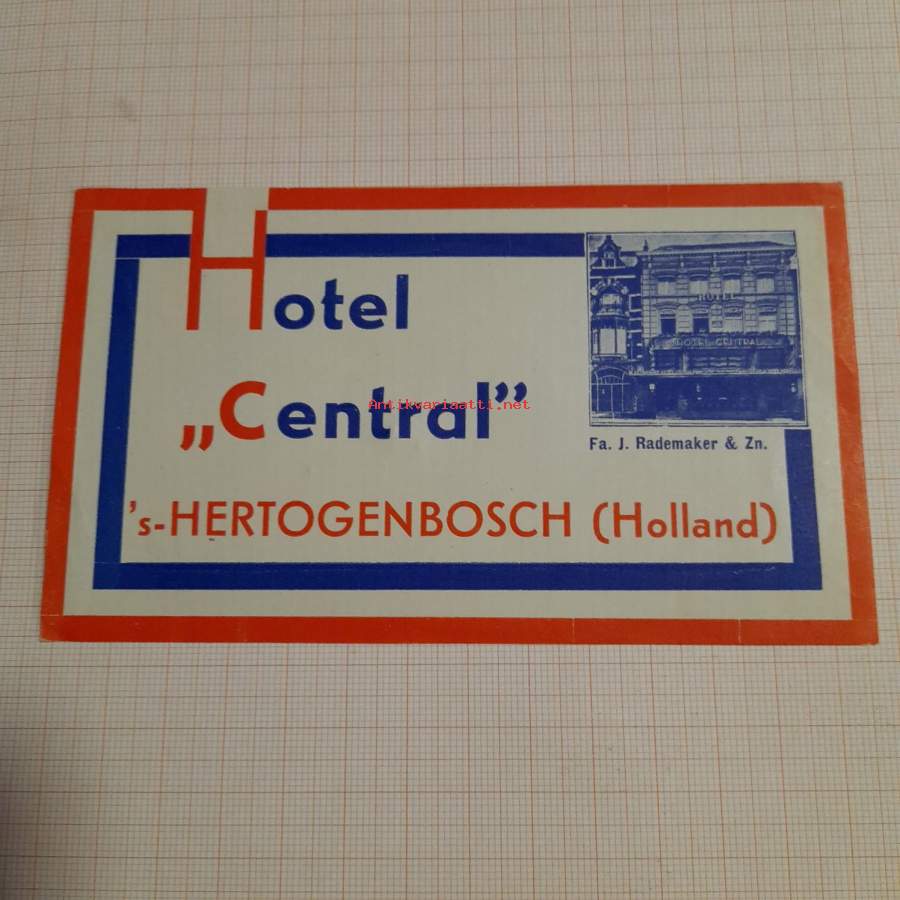 Hotel
HOTEL
HOTEL CENTRAL
„Central”
Antikvariaatti.net
Fa. J. Rademaker & Zn.
's-HERTOGENBOSCH (Holland)